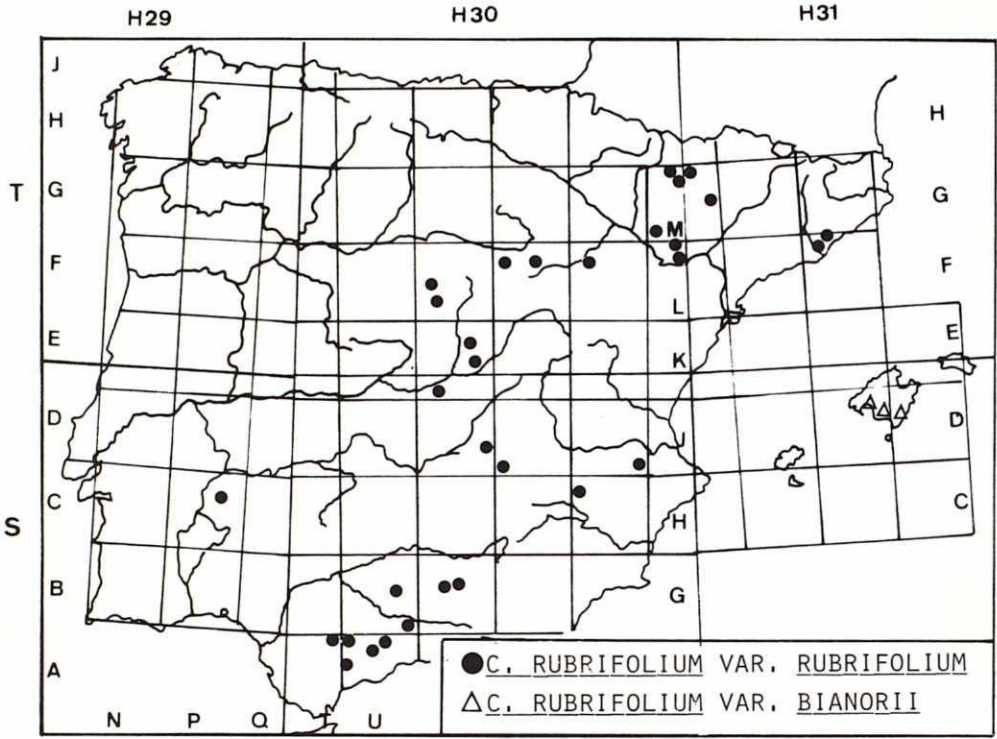 H29 H30 H31
J
H H
T G G
M
F F
L
E E
K
D D
J
C C
S H
B G
● C. RUBRIFOLIUM VAR. RUBRIFOLIUM
A
△ C. RUBRIFOLIUM VAR. BIANORII
N P Q T U